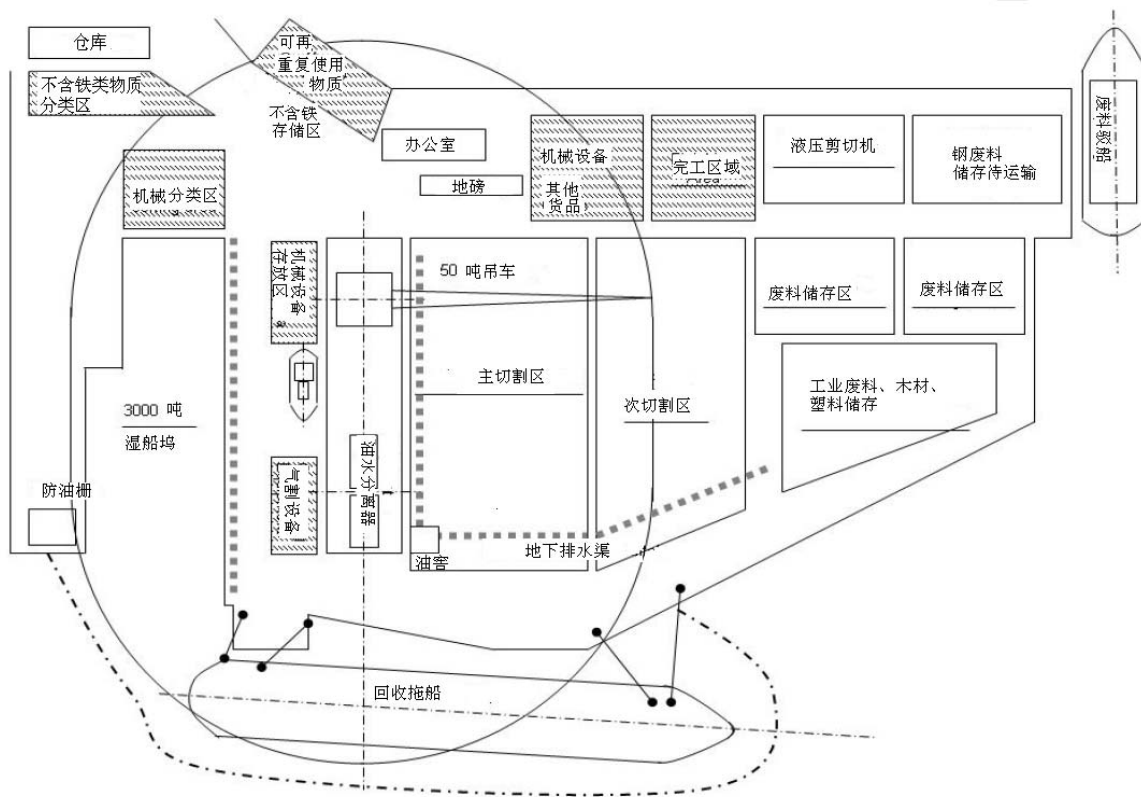 仓库
不含铁类物质
分类区
可再
重复使用
物质
不含铁
存储区
办公室
地磅
机械设备
其他
货品
完工区域
液压剪切机
钢废料
储存待运输
废料驳船
机械分类区
机械设备
存放区
50 吨吊车
废料储存区
废料储存区
主切割区
次切割区
工业废料、木材、
塑料储存
3000 吨
湿船坞
防油栅
气割设备
油水分离器
油窖
地下排水渠
回收拖船